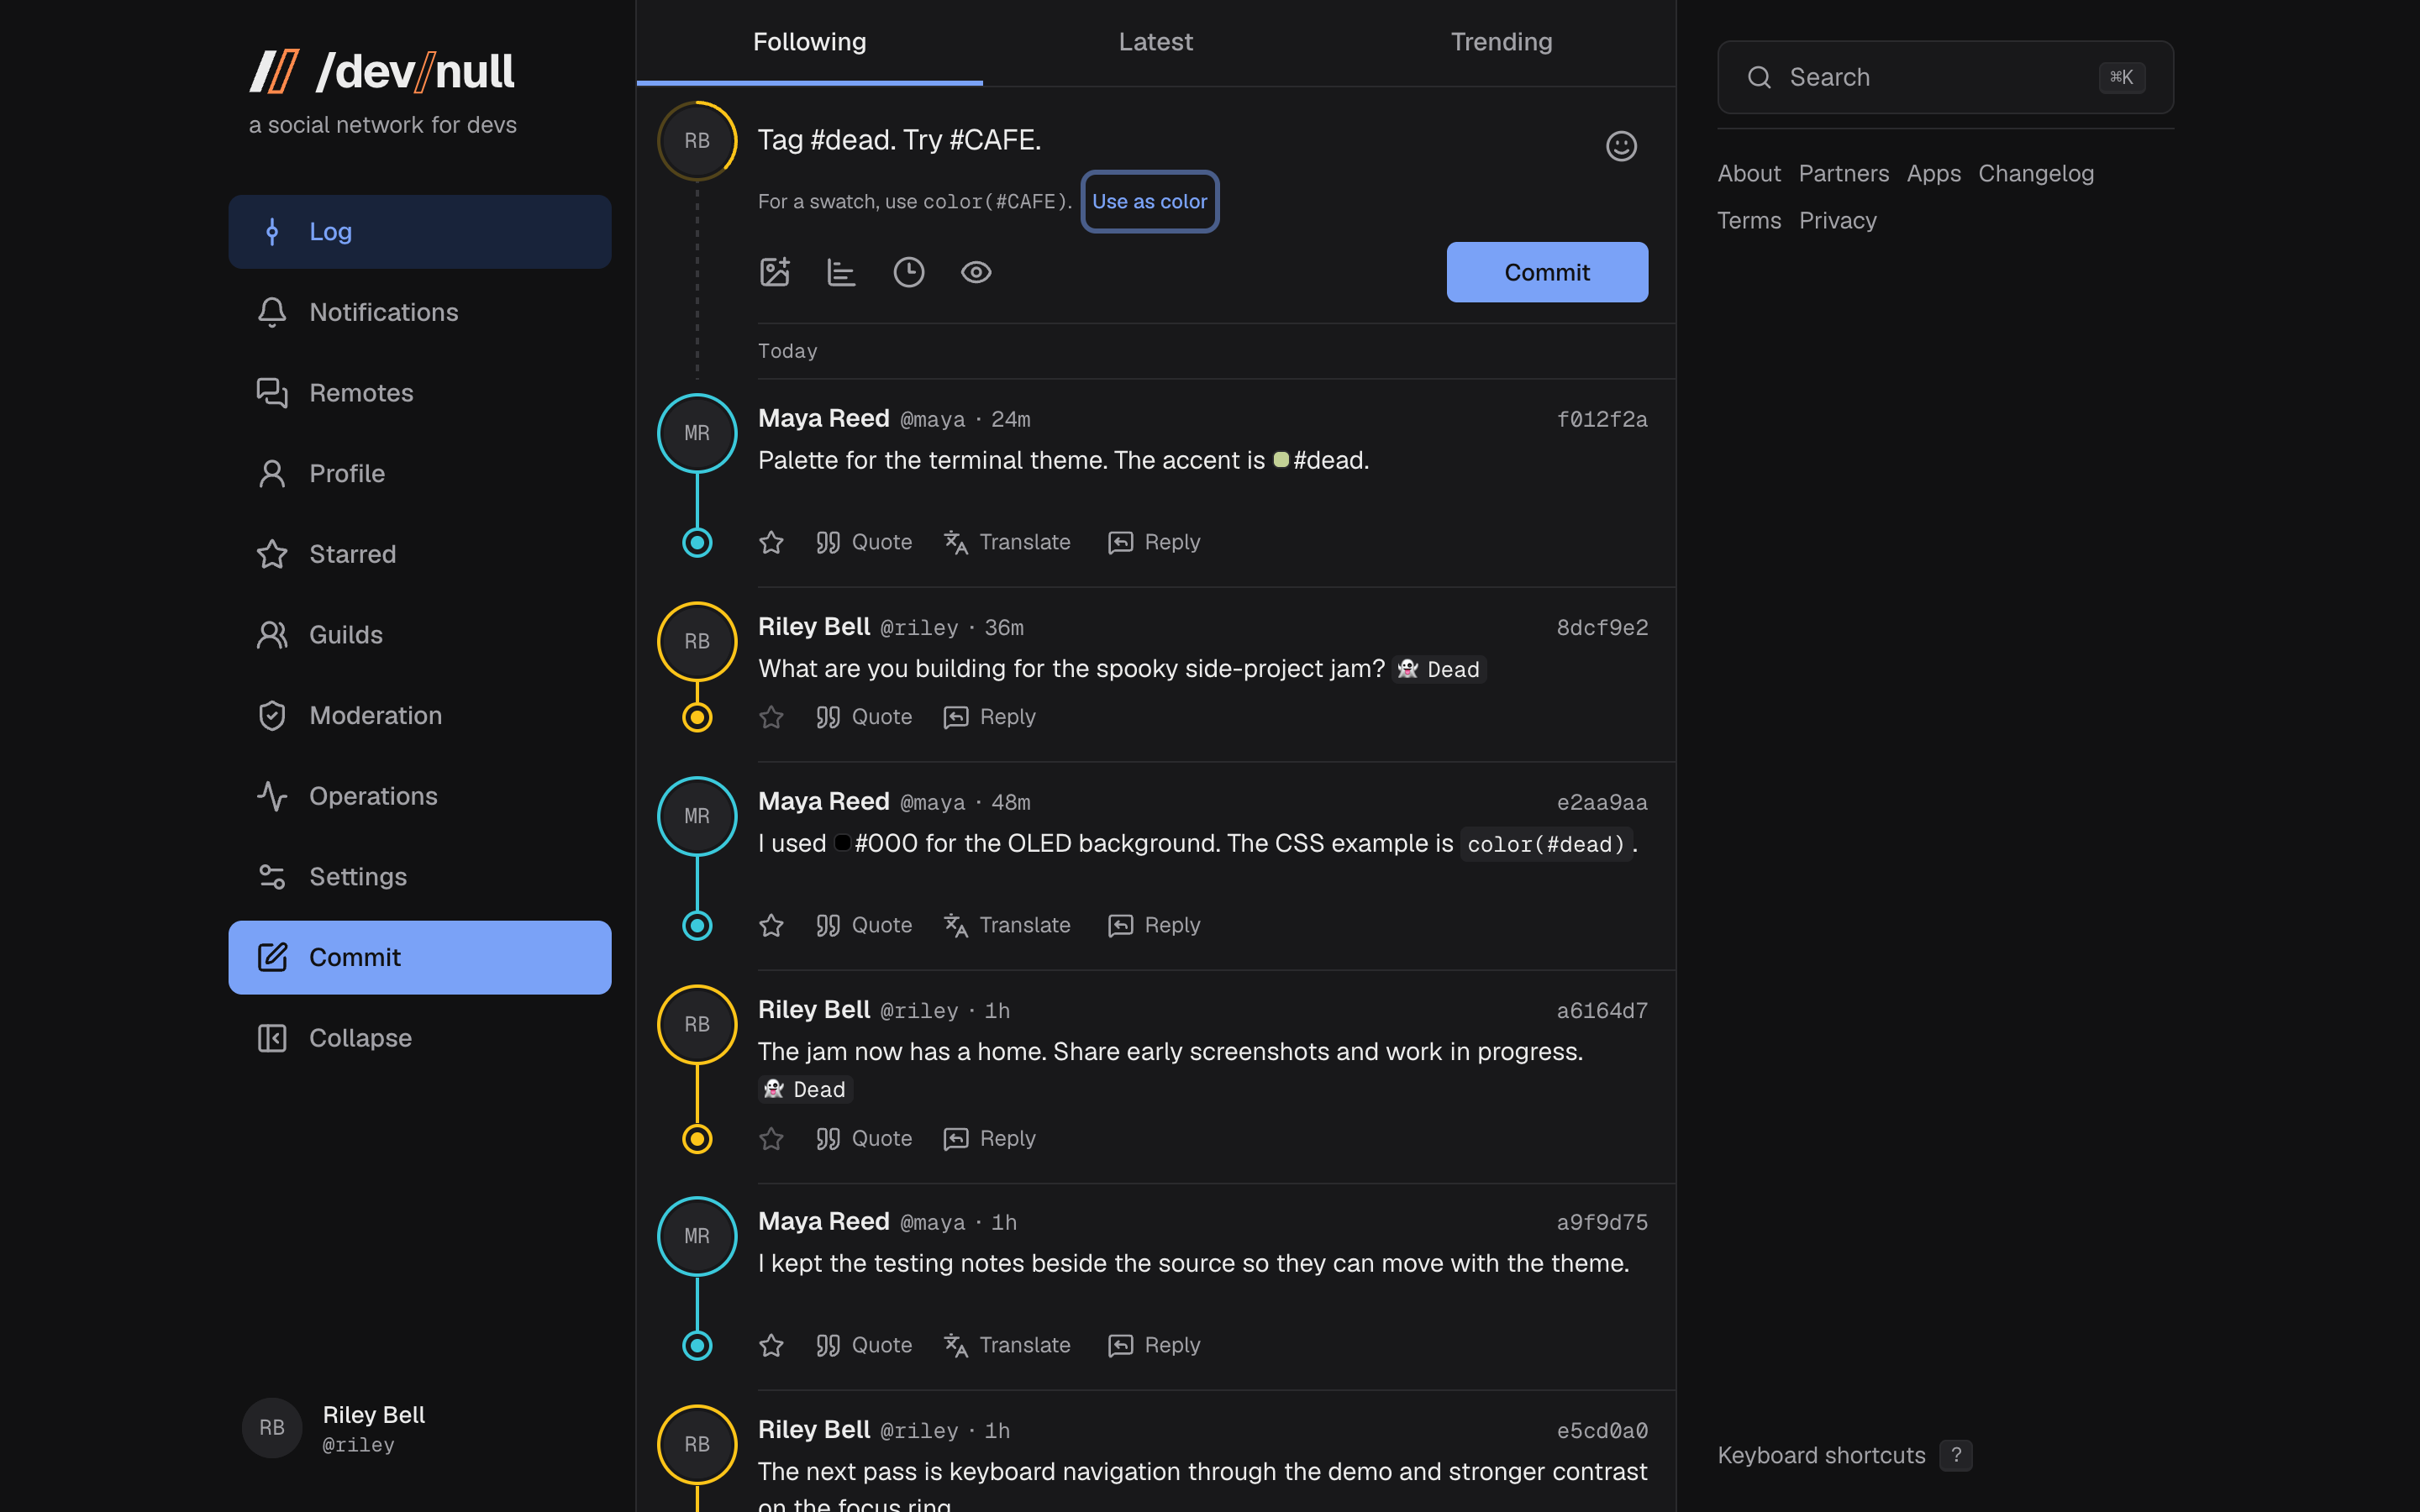 /dev/null
a social network for devs
Log
Notifications
Remotes
Profile
Starred
Guilds
Moderation
Operations
Settings
Commit
Collapse
RB
Riley Bell
@riley
Following Latest Trending
RB
Tag #dead. Try #CAFE.
For a swatch, use color(#CAFE). Use as color
Commit
Today
MR
Maya Reed @maya · 24m f012f2a
Palette for the terminal theme. The accent is #dead.
Quote Translate Reply
RB
Riley Bell @riley · 36m 8dcf9e2
What are you building for the spooky side-project jam? 👻 Dead
Quote Reply
MR
Maya Reed @maya · 48m e2aa9aa
I used #000 for the OLED background. The CSS example is color(#dead).
Quote Translate Reply
RB
Riley Bell @riley · 1h a6164d7
The jam now has a home. Share early screenshots and work in progress.
👻 Dead
Quote Reply
MR
Maya Reed @maya · 1h a9f9d75
I kept the testing notes beside the source so they can move with the theme.
Quote Translate Reply
RB
Riley Bell @riley · 1h e5cd0a0
The next pass is keyboard navigation through the demo and stronger contrast
on the focus ring.
Search ⌘K
About Partners Apps Changelog
Terms Privacy
Keyboard shortcuts ?